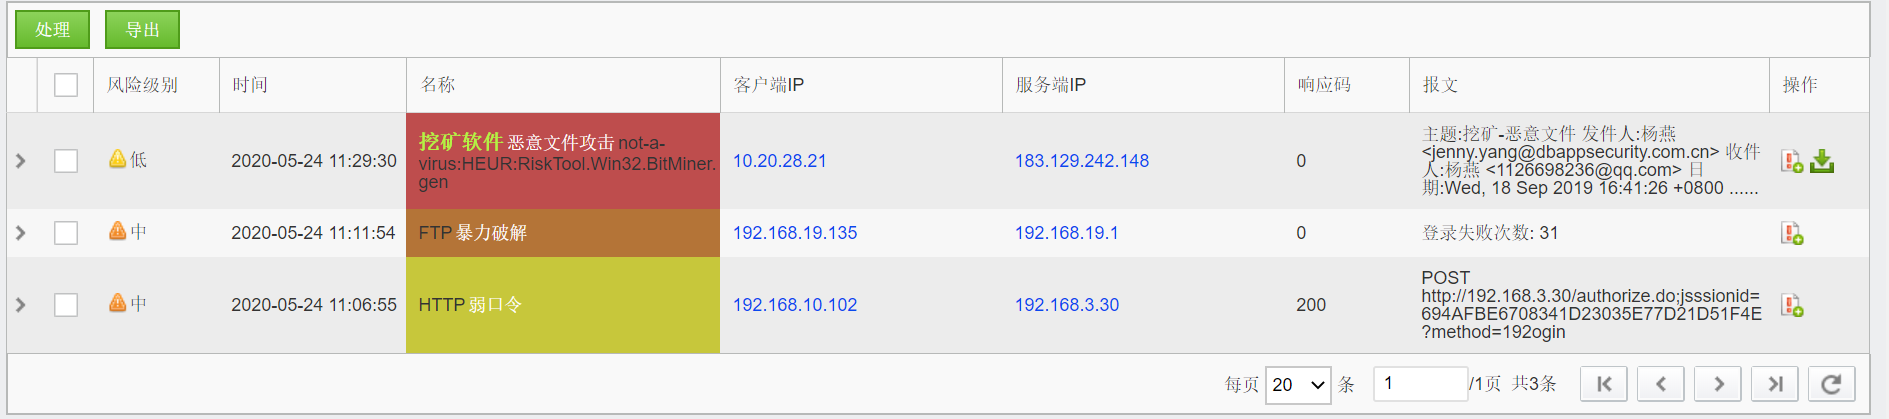 处理 导出
风险级别 时间 名称 客户端IP 服务端IP 响应码 报文 操作
低 2020-05-24 11:29:30
挖矿软件 恶意文件攻击 not-a-
virus:HEUR:RiskTool.Win32.BitMiner.
gen
10.20.28.21 183.129.242.148 0
主题:挖矿-恶意文件 发件人:杨燕
<jenny.yang@dbappsecurity.com.cn> 收件
人:杨燕 <1126698236@qq.com> 日
期:Wed, 18 Sep 2019 16:41:26 +0800 ......
中 2020-05-24 11:11:54 FTP 暴力破解 192.168.19.135 192.168.19.1 0 登录失败次数: 31
中 2020-05-24 11:06:55 HTTP 弱口令 192.168.10.102 192.168.3.30 200
POST
http://192.168.3.30/authorize.do;jsssionid=
694AFBE6708341D23035E77D21D51F4E
?method=192ogin
每页 20 条 1 /1页 共3条